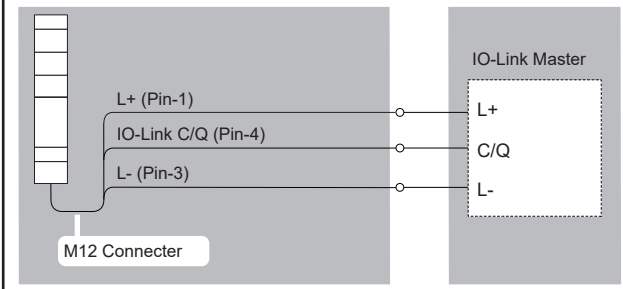 IO-Link Master
L+ (Pin-1)
L+
IO-Link C/Q (Pin-4)
C/Q
L- (Pin-3)
L-
M12 Connecter